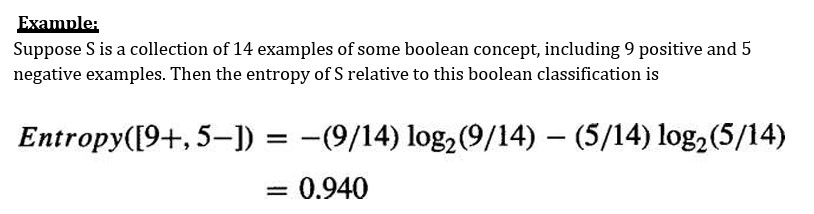 Example:
Suppose S is a collection of 14 examples of some boolean concept, including 9 positive and 5
negative examples. Then the entropy of S relative to this boolean classification is
Entropy([9+, 5−]) = −(9/14) log₂(9/14) − (5/14) log₂(5/14)
= 0.940